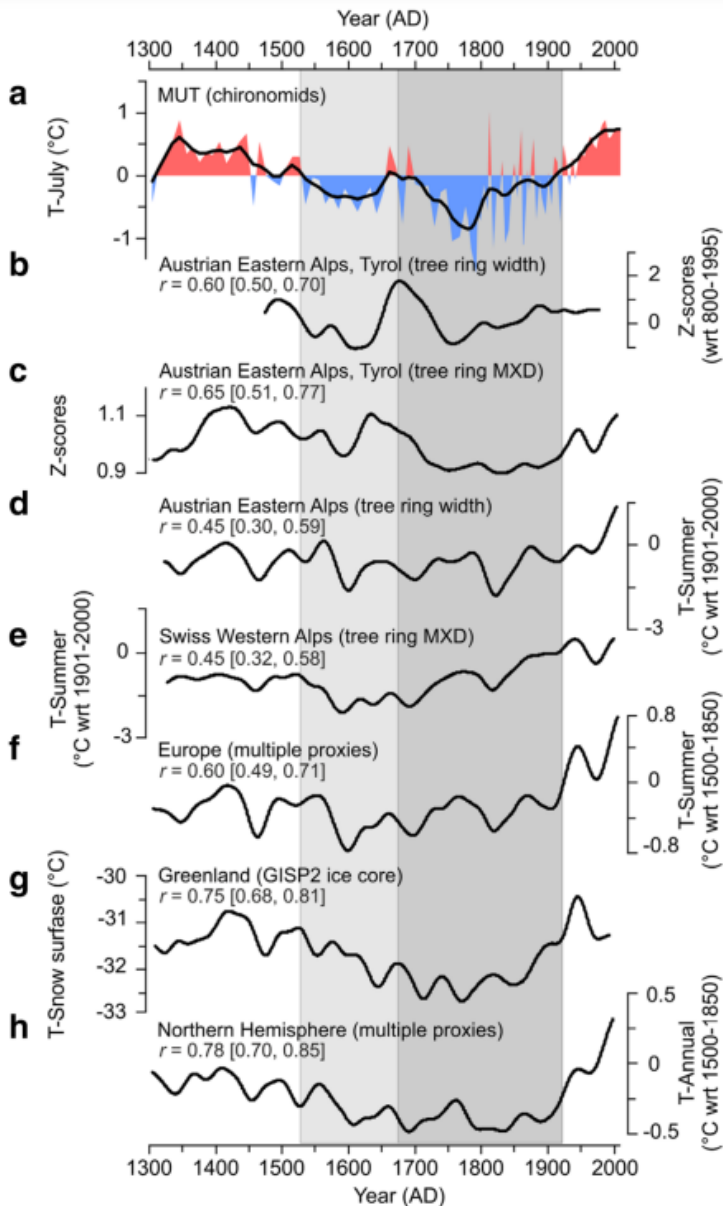 Year (AD)
1300 1400 1500 1600 1700 1800 1900 2000
a
MUT (chironomids)
T-July (°C)
1
0
-1
b
Austrian Eastern Alps, Tyrol (tree ring width)
r = 0.60 [0.50, 0.70]
2
0
Z-scores
(wrt 800-1995)
c
Austrian Eastern Alps, Tyrol (tree ring MXD)
r = 0.65 [0.51, 0.77]
Z-scores
1.1
0.9
d
Austrian Eastern Alps (tree ring width)
r = 0.45 [0.30, 0.59]
0
-3
T-Summer
(°C wrt 1901-2000)
e
Swiss Western Alps (tree ring MXD)
r = 0.45 [0.32, 0.58]
T-Summer
(°C wrt 1901-2000)
0
-3
f
Europe (multiple proxies)
r = 0.60 [0.49, 0.71]
0.8
0
-0.8
T-Summer
(°C wrt 1500-1850)
g
Greenland (GISP2 ice core)
r = 0.75 [0.68, 0.81]
T-Snow surfase (°C)
-30
-31
-32
-33
h
Northern Hemisphere (multiple proxies)
r = 0.78 [0.70, 0.85]
0.5
0
-0.5
T-Annual
(°C wrt 1500-1850)
1300 1400 1500 1600 1700 1800 1900 2000
Year (AD)